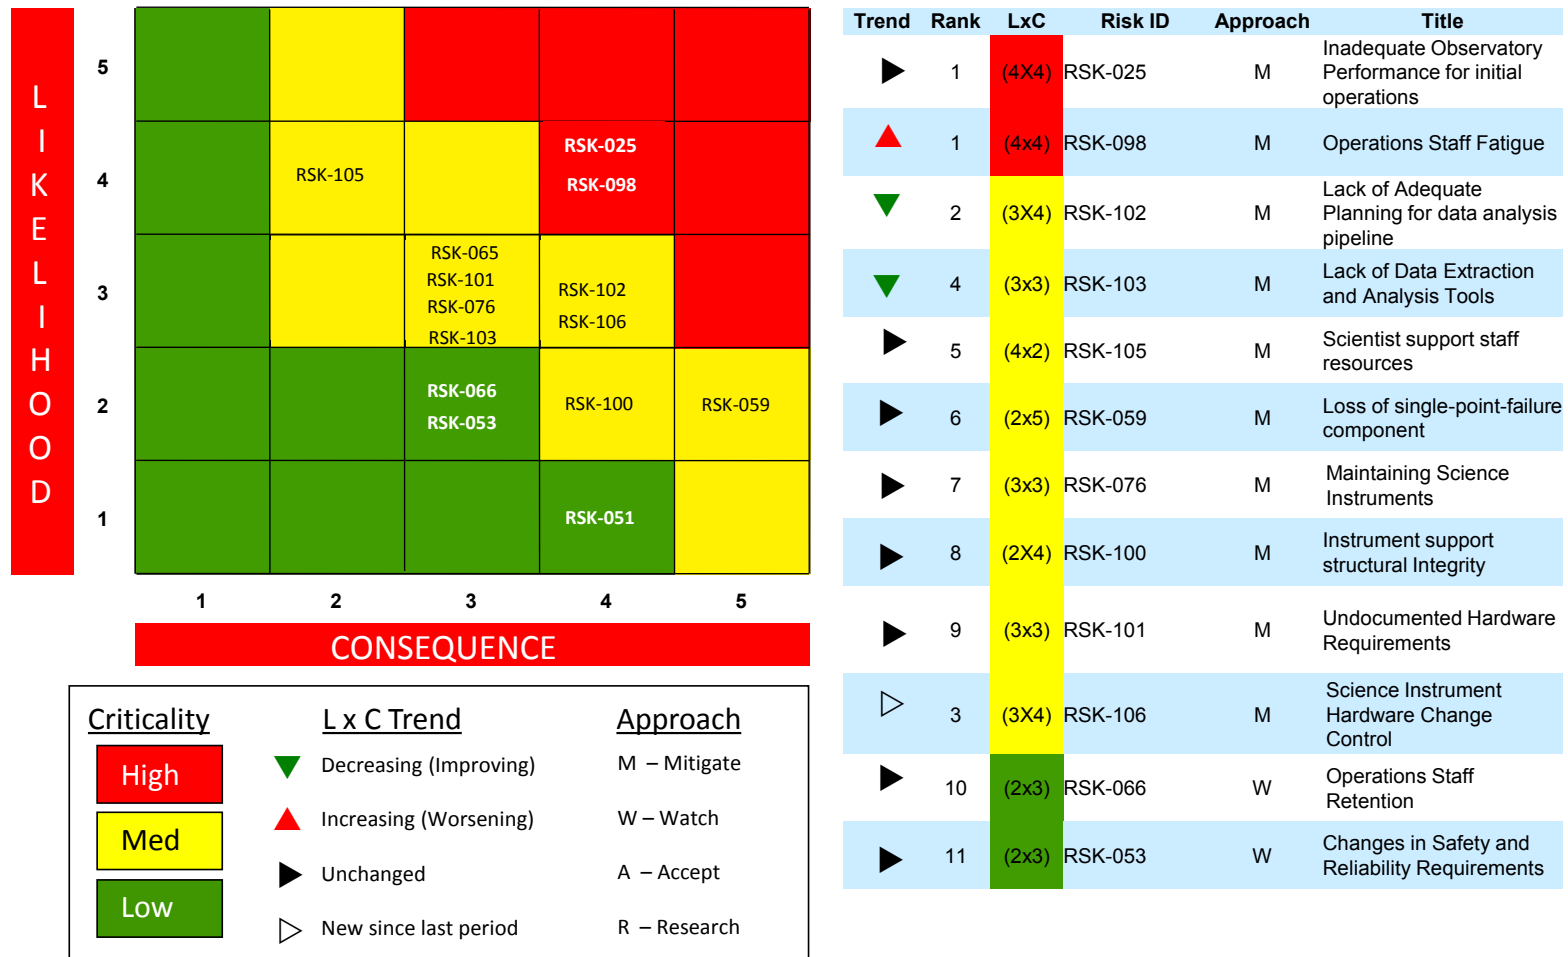 LIKELIHOOD
5
4
RSK-105
RSK-025
RSK-098
3
RSK-065
RSK-101
RSK-076
RSK-103
RSK-102
RSK-106
2
RSK-066
RSK-053
RSK-100
RSK-059
1
RSK-051
1 2 3 4 5
CONSEQUENCE
Criticality
High
Med
Low
L x C Trend
Decreasing (Improving)
Increasing (Worsening)
Unchanged
New since last period
Approach
M – Mitigate
W – Watch
A – Accept
R – Research
Trend Rank LxC Risk ID Approach Title
1 (4X4) RSK-025 M Inadequate Observatory
Performance for initial
operations
1 (4x4) RSK-098 M Operations Staff Fatigue
2 (3X4) RSK-102 M Lack of Adequate
Planning for data analysis
pipeline
4 (3x3) RSK-103 M Lack of Data Extraction
and Analysis Tools
5 (4x2) RSK-105 M Scientist support staff
resources
6 (2x5) RSK-059 M Loss of single-point-failure
component
7 (3x3) RSK-076 M Maintaining Science
Instruments
8 (2X4) RSK-100 M Instrument support
structural Integrity
9 (3x3) RSK-101 M Undocumented Hardware
Requirements
3 (3X4) RSK-106 M Science Instrument
Hardware Change
Control
10 (2x3) RSK-066 W Operations Staff
Retention
11 (2x3) RSK-053 W Changes in Safety and
Reliability Requirements